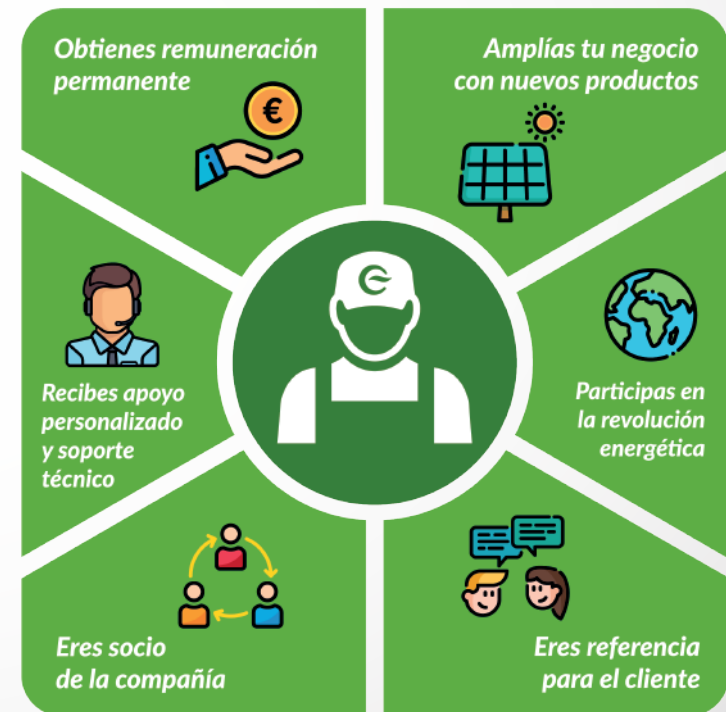 Obtienes remuneración
permanente
€
Amplías tu negocio
con nuevos productos
Recibes apoyo
personalizado
y soporte
técnico
Participas en
la revolución
energética
Eres socio
de la compañía
Eres referencia
para el cliente